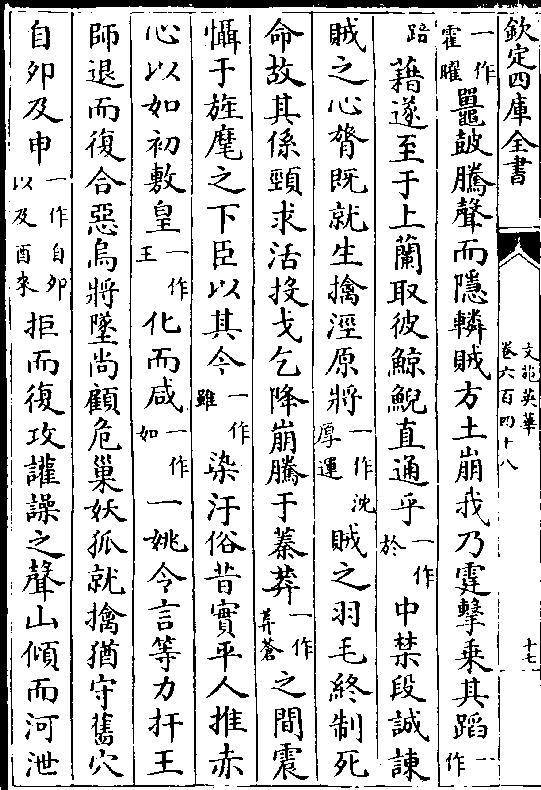 欽定四庫全書
文苑英華
卷六百四十八
十七
一作霍曜鼉鼓騰聲而隱轔賊方土崩我乃霆擊乘其蹈一作
踣藉遂至于上蘭取彼鯨鯢直通乎一作於中禁段誠諫
賊之心膂既就生擒涇原將一作沈厚運賊之羽毛終制死
命故其係頸求活投戈乞降崩騰于蓁莽一作莽蒼之間震
懾于旌麾之下臣以其今一作雖染汙俗昔實平人推赤
心以如初敷皇一作王化而咸一作如一姚令言等力扞王
師退而復合惡烏將墜尚顧危巢妖狐就擒猶守舊穴
自夘及申一作自夘以及酉來拒而復攻讙譟之聲山傾而河泄